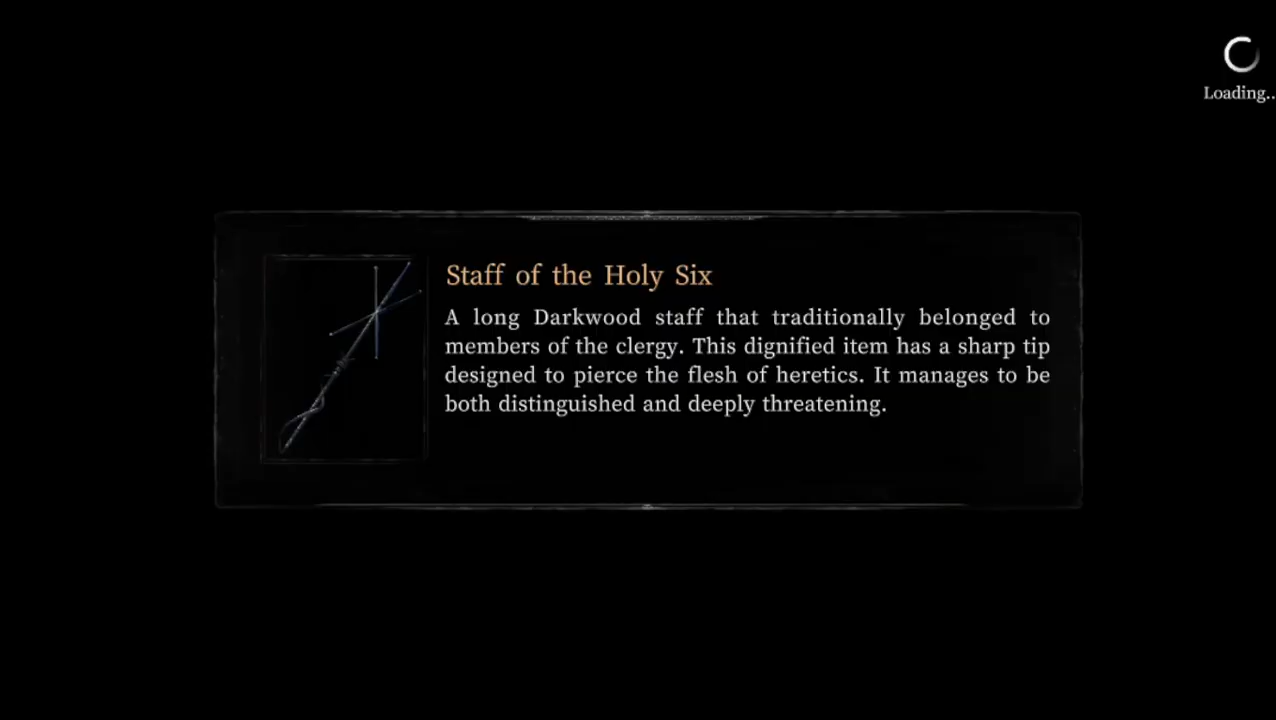 Loading..
Staff of the Holy Six
A long Darkwood staff that traditionally belonged to
members of the clergy. This dignified item has a sharp tip
designed to pierce the flesh of heretics. It manages to be
both distinguished and deeply threatening.